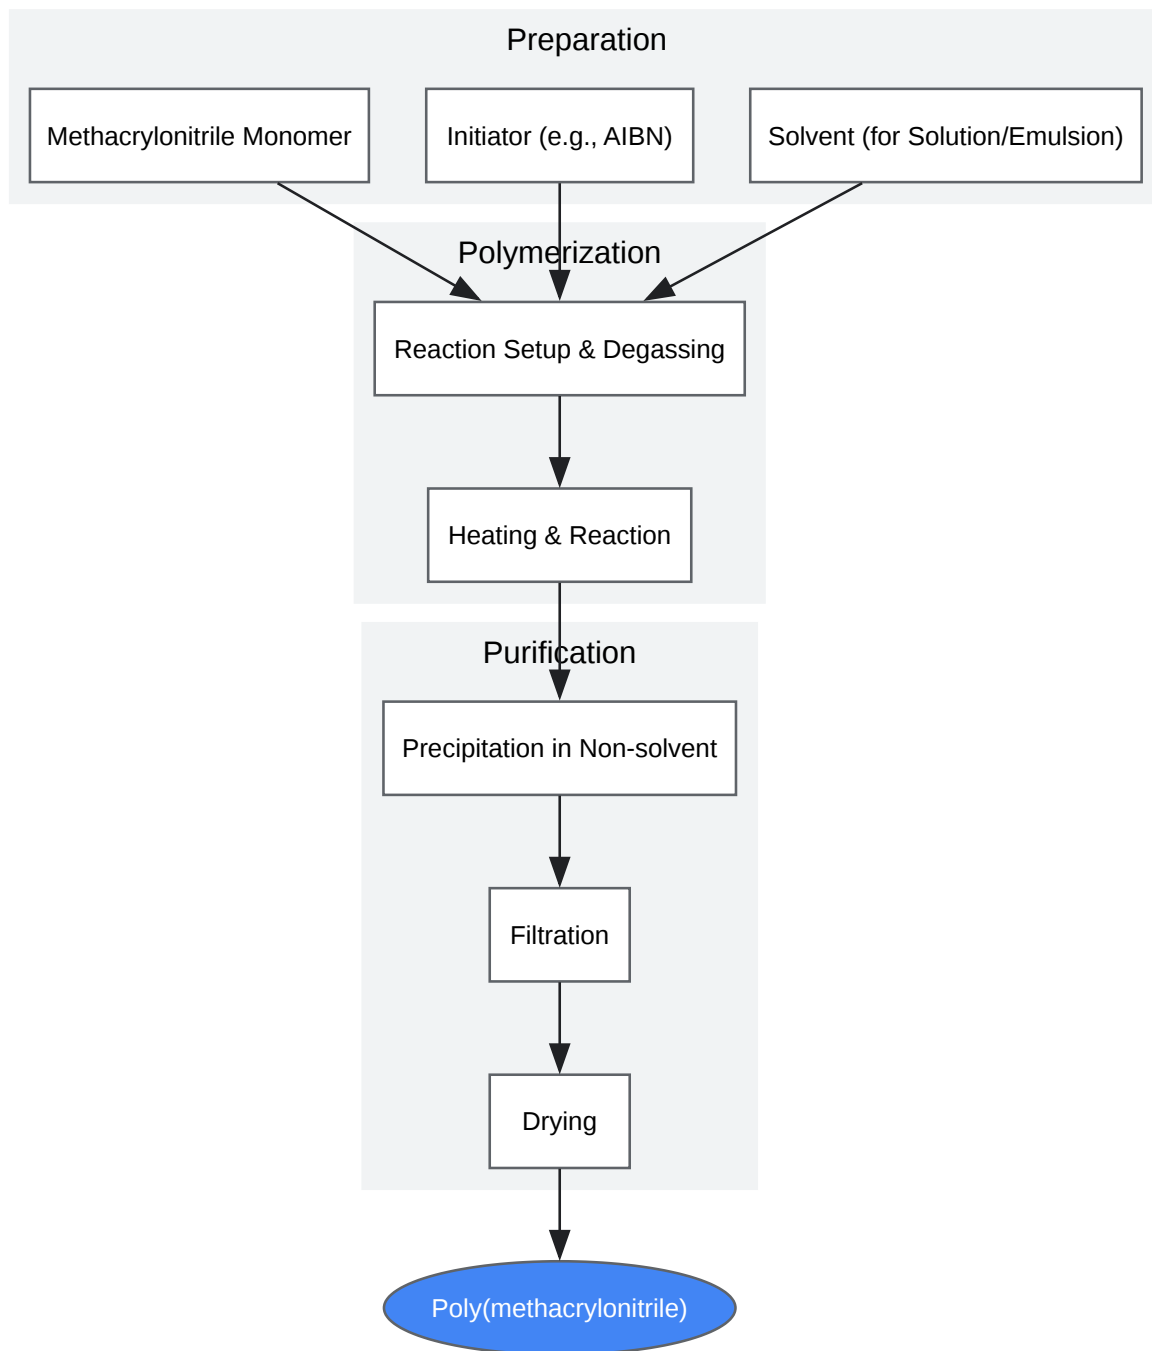 Preparation
Methacrylonitrile Monomer
Initiator (e.g., AIBN)
Solvent (for Solution/Emulsion)
Polymerization
Reaction Setup & Degassing
Heating & Reaction
Purification
Precipitation in Non-solvent
Filtration
Drying
Poly(methacrylonitrile)